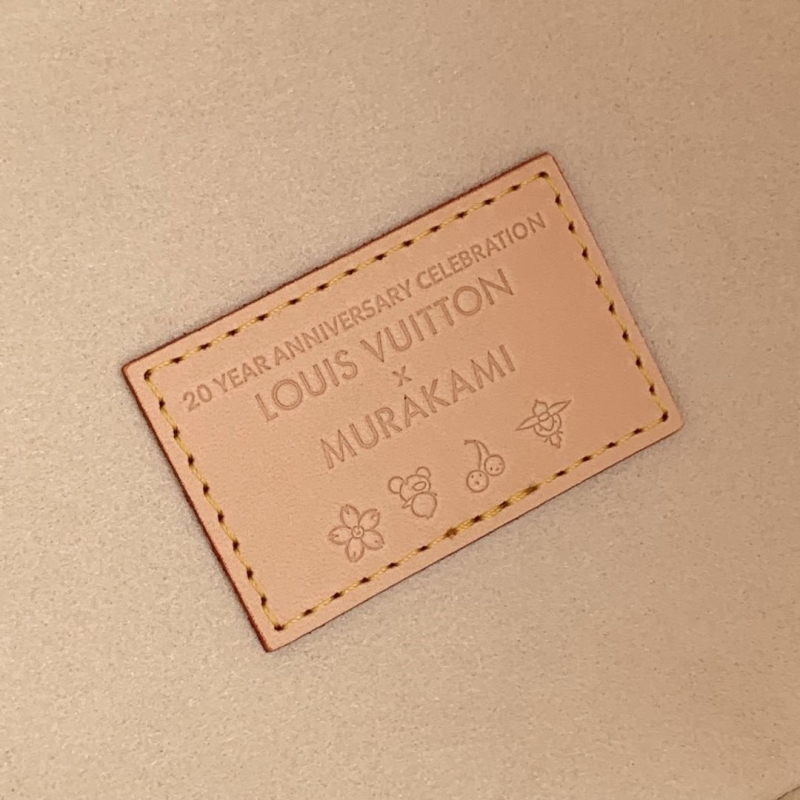 20 YEAR ANNIVERSARY CELEBRATION
LOUIS VUITTON
x
MURAKAMI